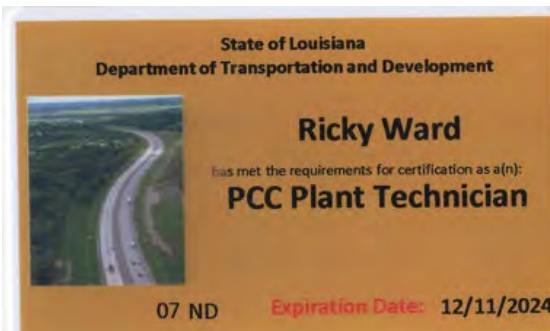 State of Louisiana
Department of Transportation and Development
Ricky Ward
has met the requirements for certification as a(n):
PCC Plant Technician
07 ND Expiration Date: 12/11/2024